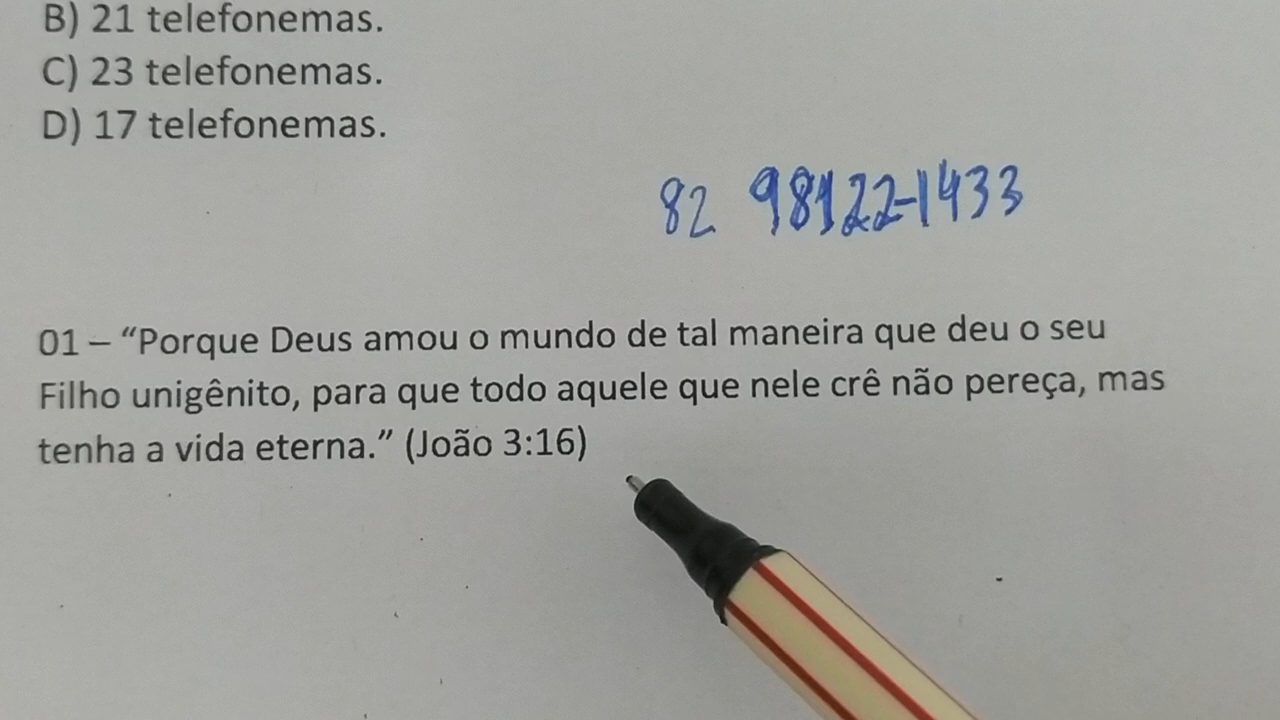 B) 21 telefonemas.
C) 23 telefonemas.
D) 17 telefonemas.
82 98122-1433
01 – “Porque Deus amou o mundo de tal maneira que deu o seu
Filho unigênito, para que todo aquele que nele crê não pereça, mas
tenha a vida eterna.” (João 3:16)